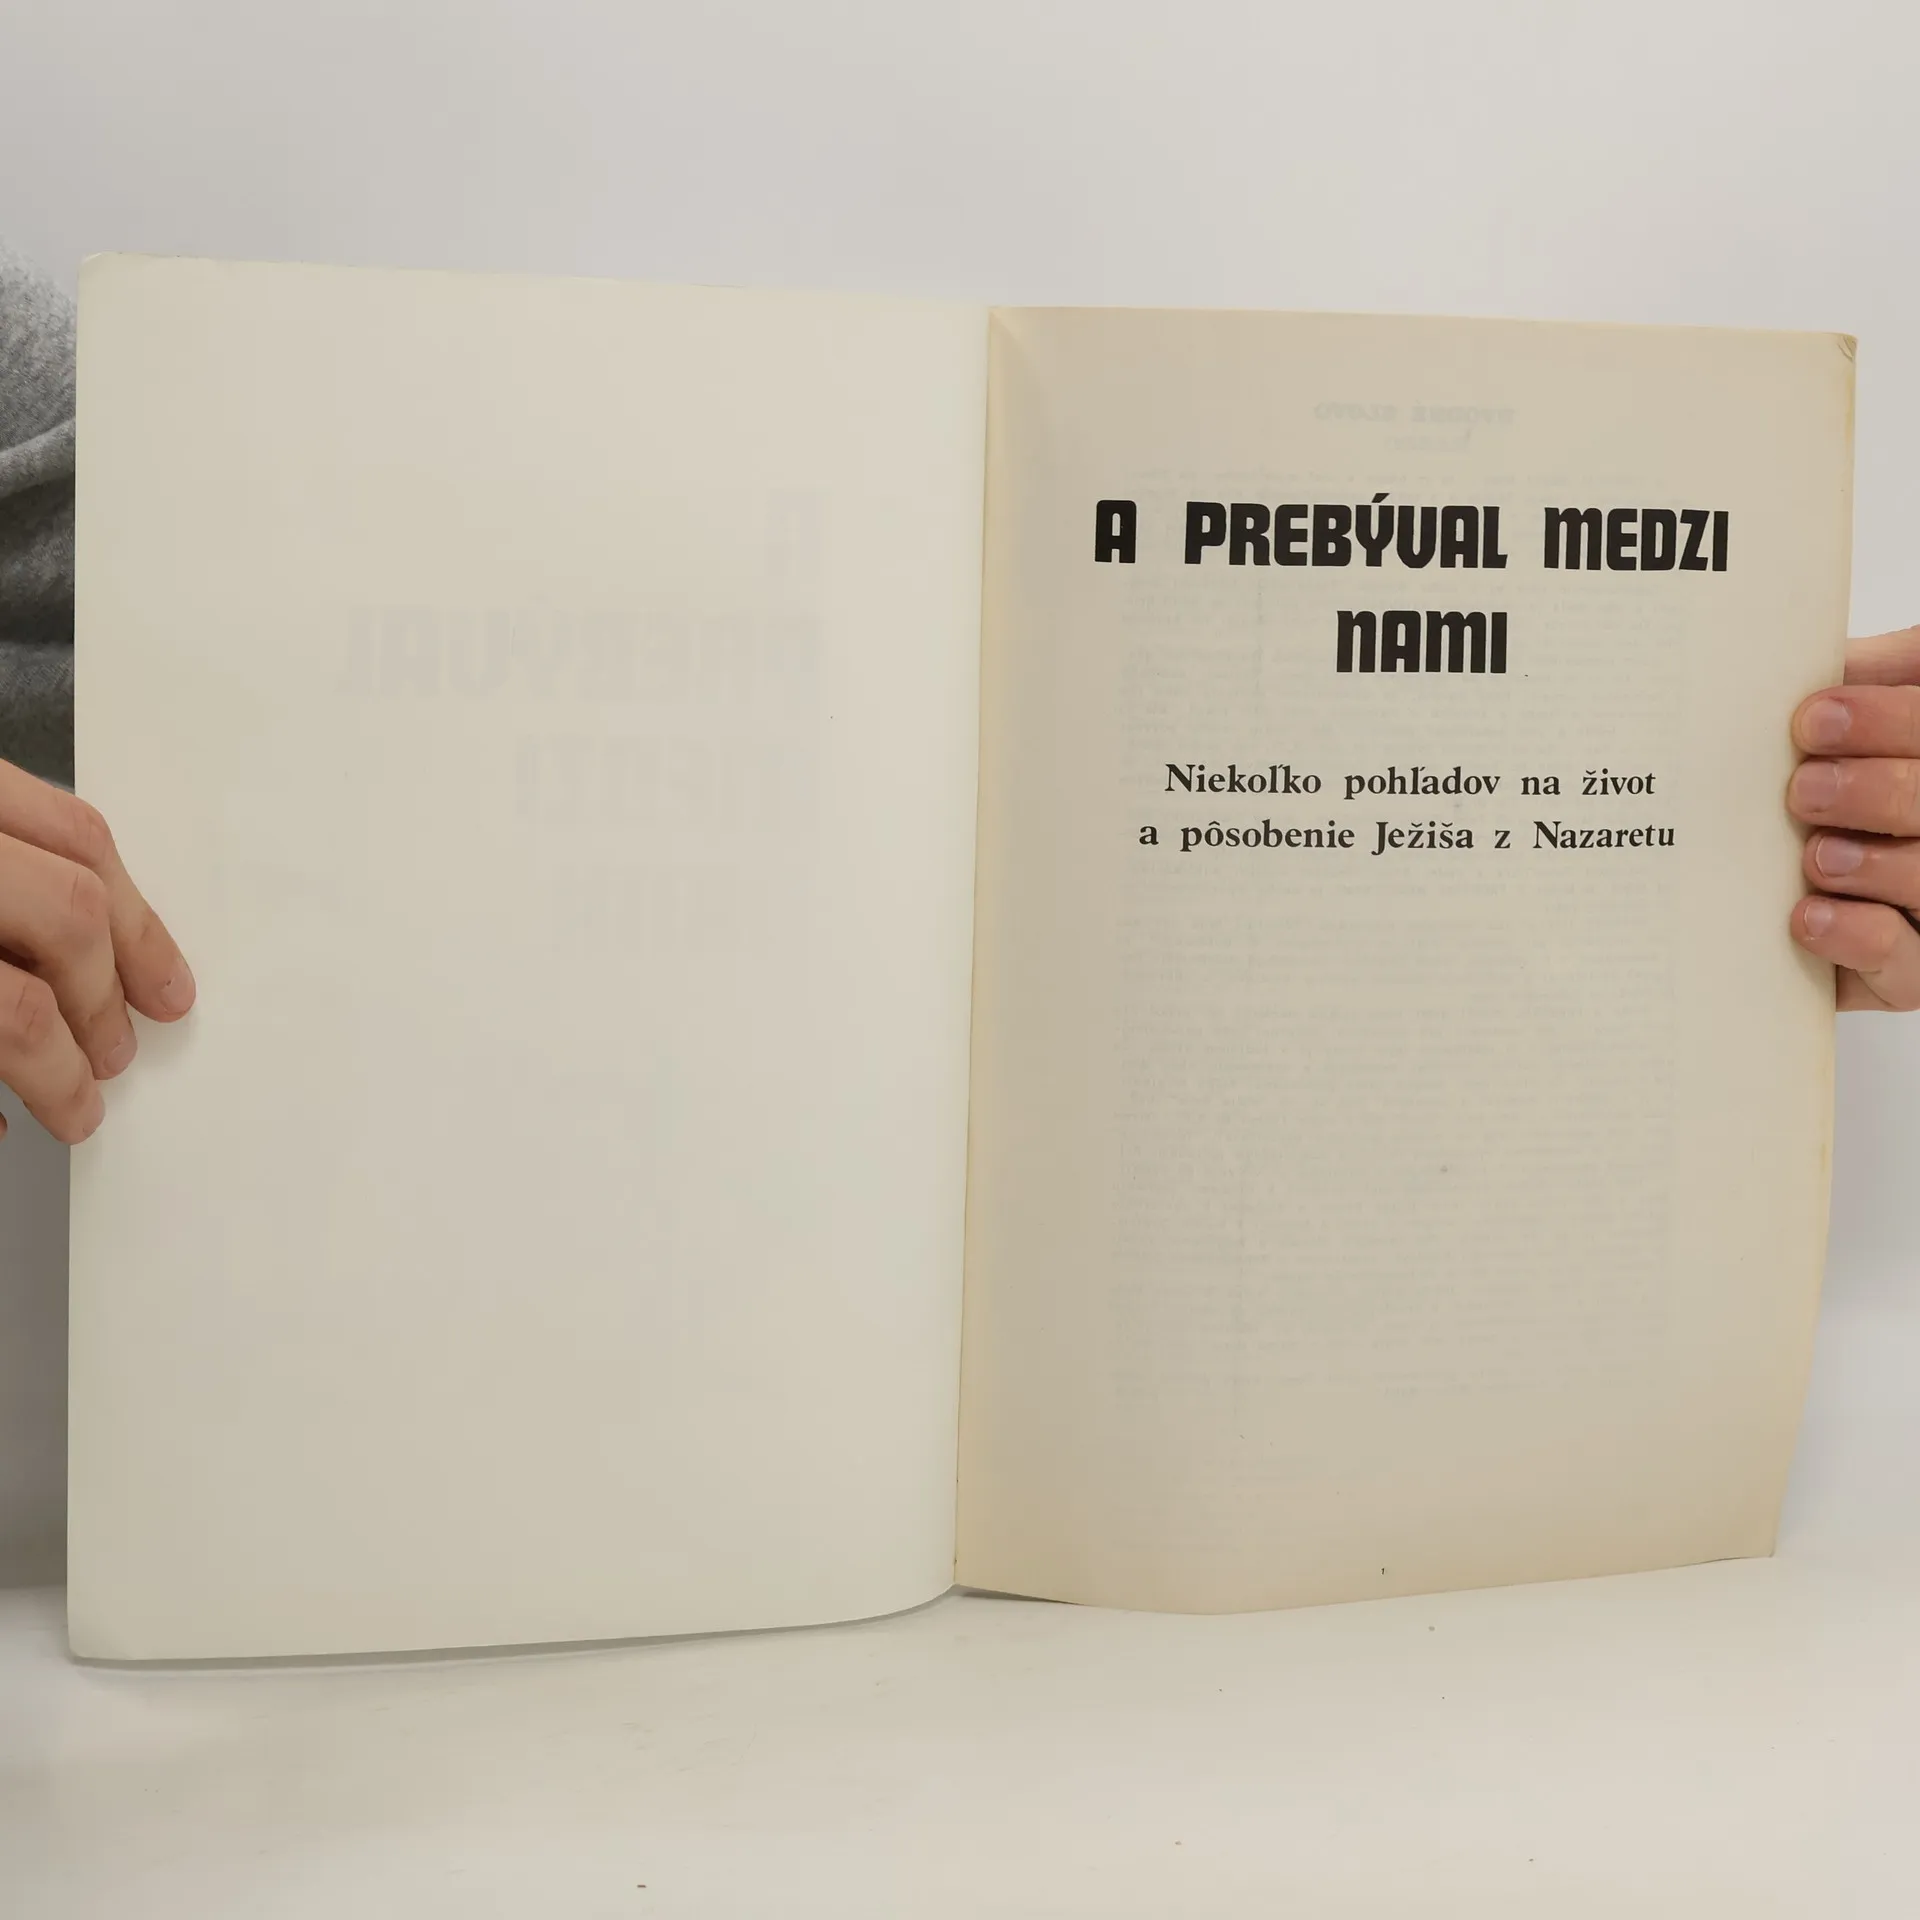 A PREBÝVAL MEDZI
NAMI
Niekoľko pohľadov na život
a pôsobenie Ježiša z Nazaretu